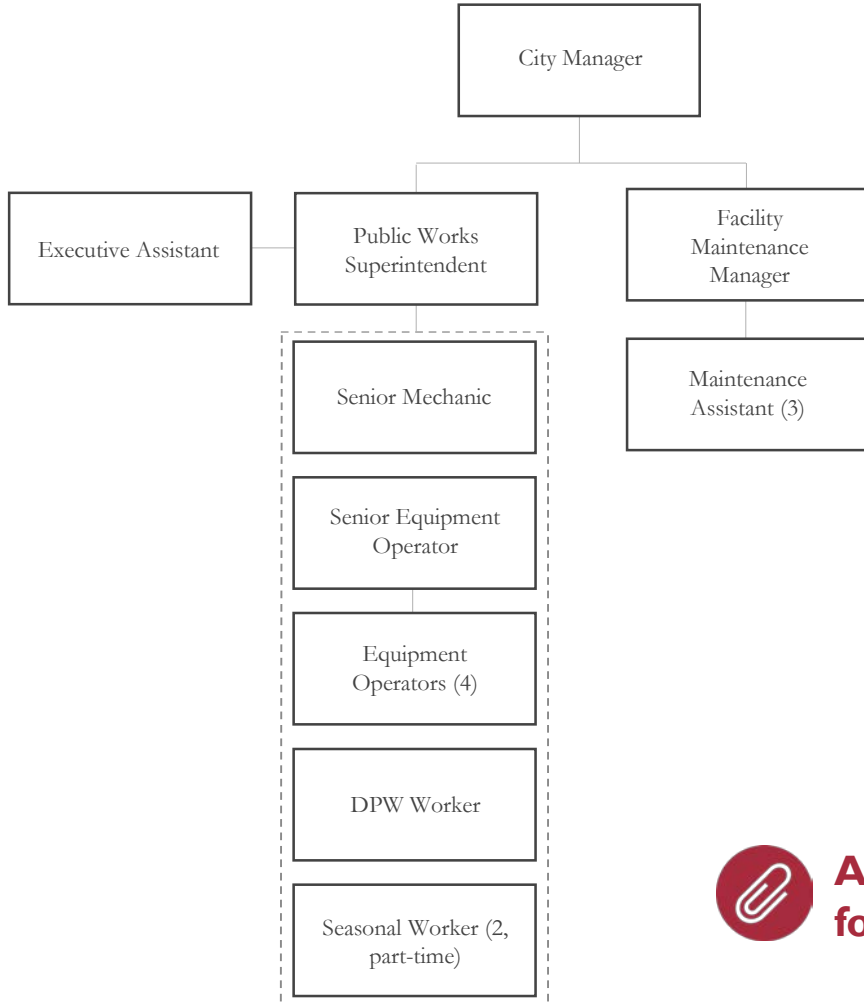 City Manager
Executive Assistant
Public Works
Superintendent
Facility
Maintenance
Manager
Senior Mechanic
Maintenance
Assistant (3)
Senior Equipment
Operator
Equipment
Operators (4)
DPW Worker
Seasonal Worker (2,
part-time)